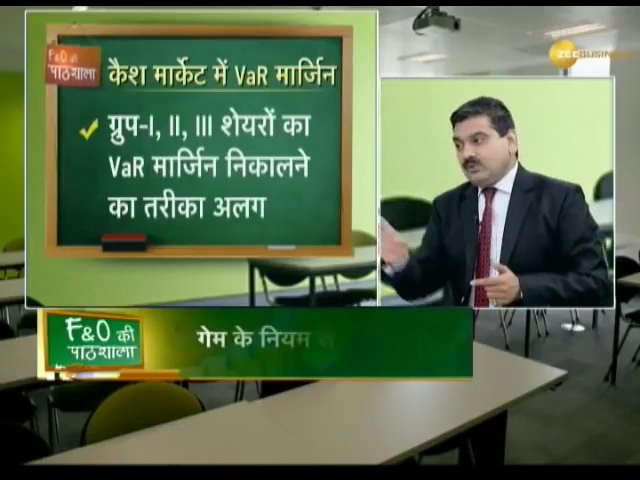 F&O की
पाठशाला
कैश मार्केट में VaR मार्जिन
ग्रुप-I, II, III शेयरों का
VaR मार्जिन निकालने
का तरीका अलग
ZEE BUSINESS
F&O की
पाठशाला
गेम के नियम